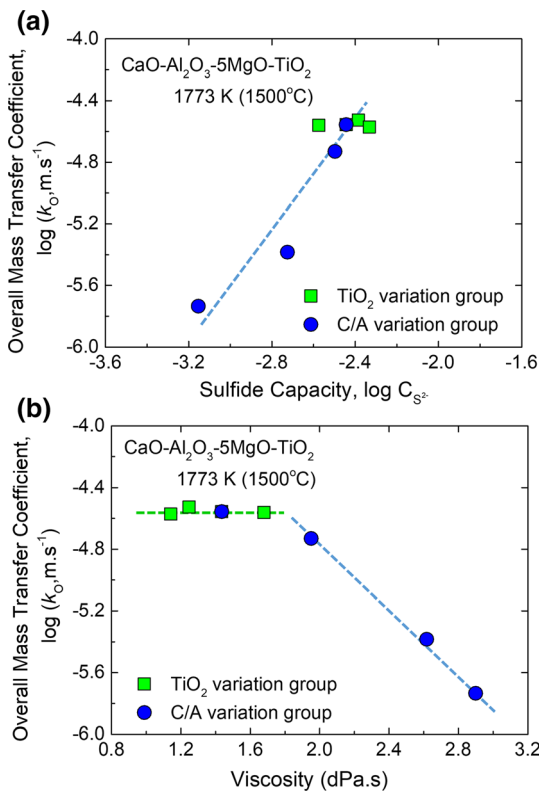 (a)
Overall Mass Transfer Coefficient,
log (kO,m.s⁻¹)
-4.0
-4.4
-4.8
-5.2
-5.6
-6.0
CaO-Al₂O₃-5MgO-TiO₂
1773 K (1500°C)
TiO₂ variation group
C/A variation group
-3.6 -3.2 -2.8 -2.4 -2.0 -1.6
Sulfide Capacity, log C_S²⁻
(b)
Overall Mass Transfer Coefficient,
log (kO,m.s⁻¹)
-4.0
-4.4
-4.8
-5.2
-5.6
-6.0
CaO-Al₂O₃-5MgO-TiO₂
1773 K (1500°C)
TiO₂ variation group
C/A variation group
0.8 1.2 1.6 2.0 2.4 2.8 3.2
Viscosity (dPa.s)